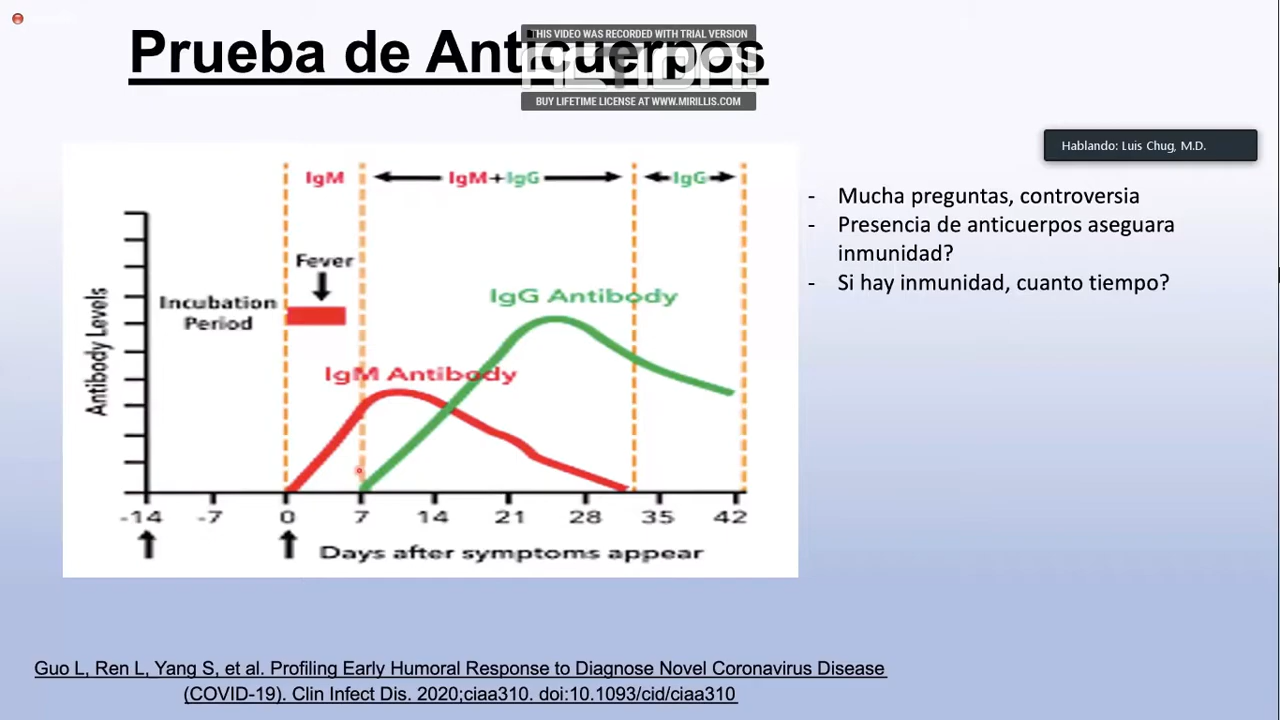 Prueba de Anticuerpos
THIS VIDEO WAS RECORDED WITH TRIAL VERSION
ACTION!
BUY LIFETIME LICENSE AT WWW.MIRILLIS.COM
Hablando: Luis Chug, M.D.
IgM
IgM+IgG
IgG
Fever
Incubation
Period
IgG Antibody
IgM Antibody
Antibody Levels
-14 -7 0 7 14 21 28 35 42
Days after symptoms appear
- Mucha preguntas, controversia
- Presencia de anticuerpos aseguara
inmunidad?
- Si hay inmunidad, cuanto tiempo?
Guo L, Ren L, Yang S, et al. Profiling Early Humoral Response to Diagnose Novel Coronavirus Disease
(COVID-19). Clin Infect Dis. 2020;ciaa310. doi:10.1093/cid/ciaa310